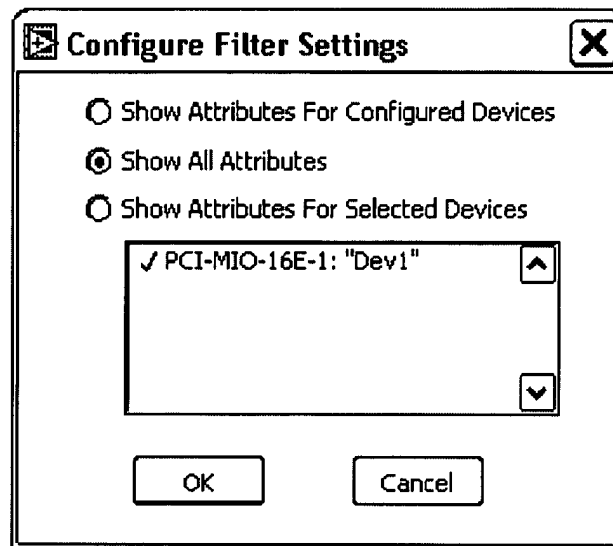 Configure Filter Settings
Show Attributes For Configured Devices
Show All Attributes
Show Attributes For Selected Devices
✓ PCI-MIO-16E-1: "Dev1"
OK Cancel